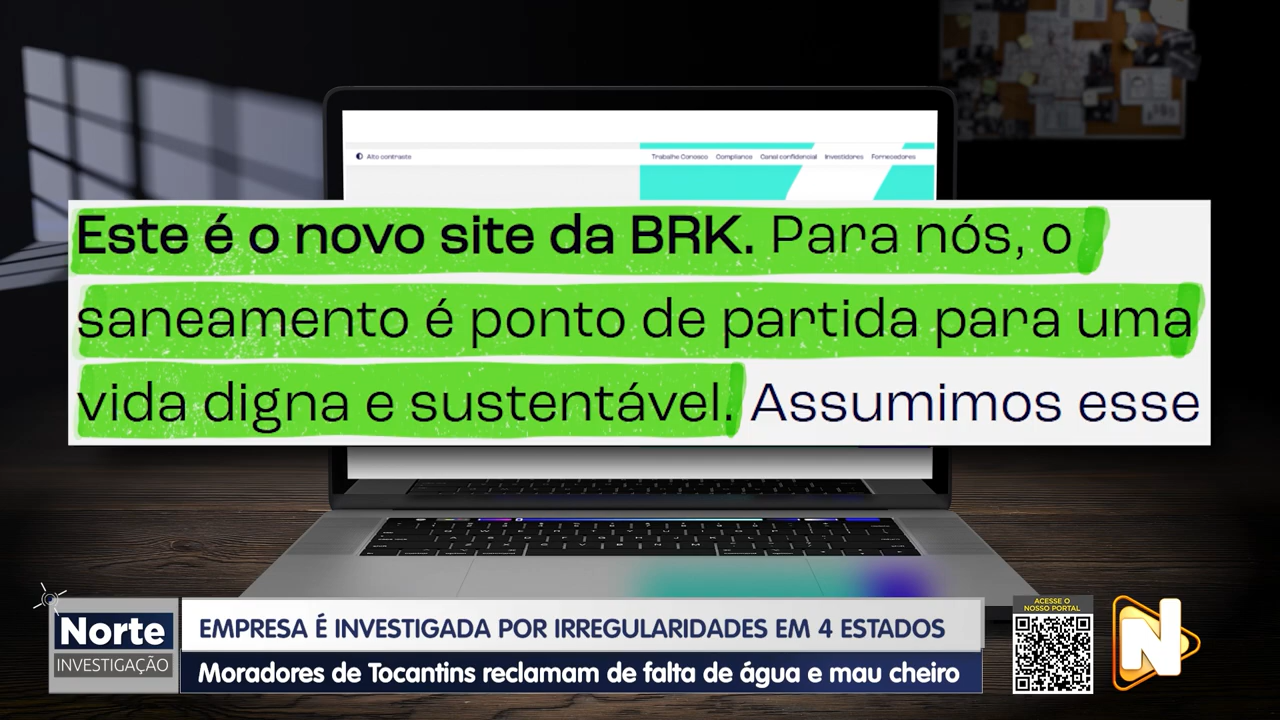 Alto contraste
Trabalhe Conosco Compliance Canal confidencial Investidores Fornecedores
Este é o novo site da BRK. Para nós, o
saneamento é ponto de partida para uma
vida digna e sustentável. Assumimos esse
Norte
INVESTIGAÇÃO
EMPRESA É INVESTIGADA POR IRREGULARIDADES EM 4 ESTADOS
Moradores de Tocantins reclamam de falta de água e mau cheiro
ACESSE O
NOSSO PORTAL
N